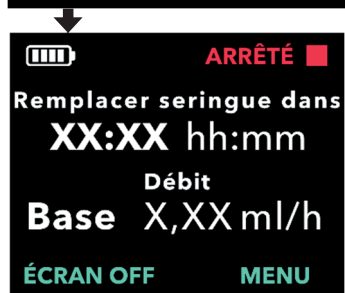 ARRÊTÉ
Remplacer seringue dans
XX:XX hh:mm
Débit
Base X,XX ml/h
ÉCRAN OFF MENU